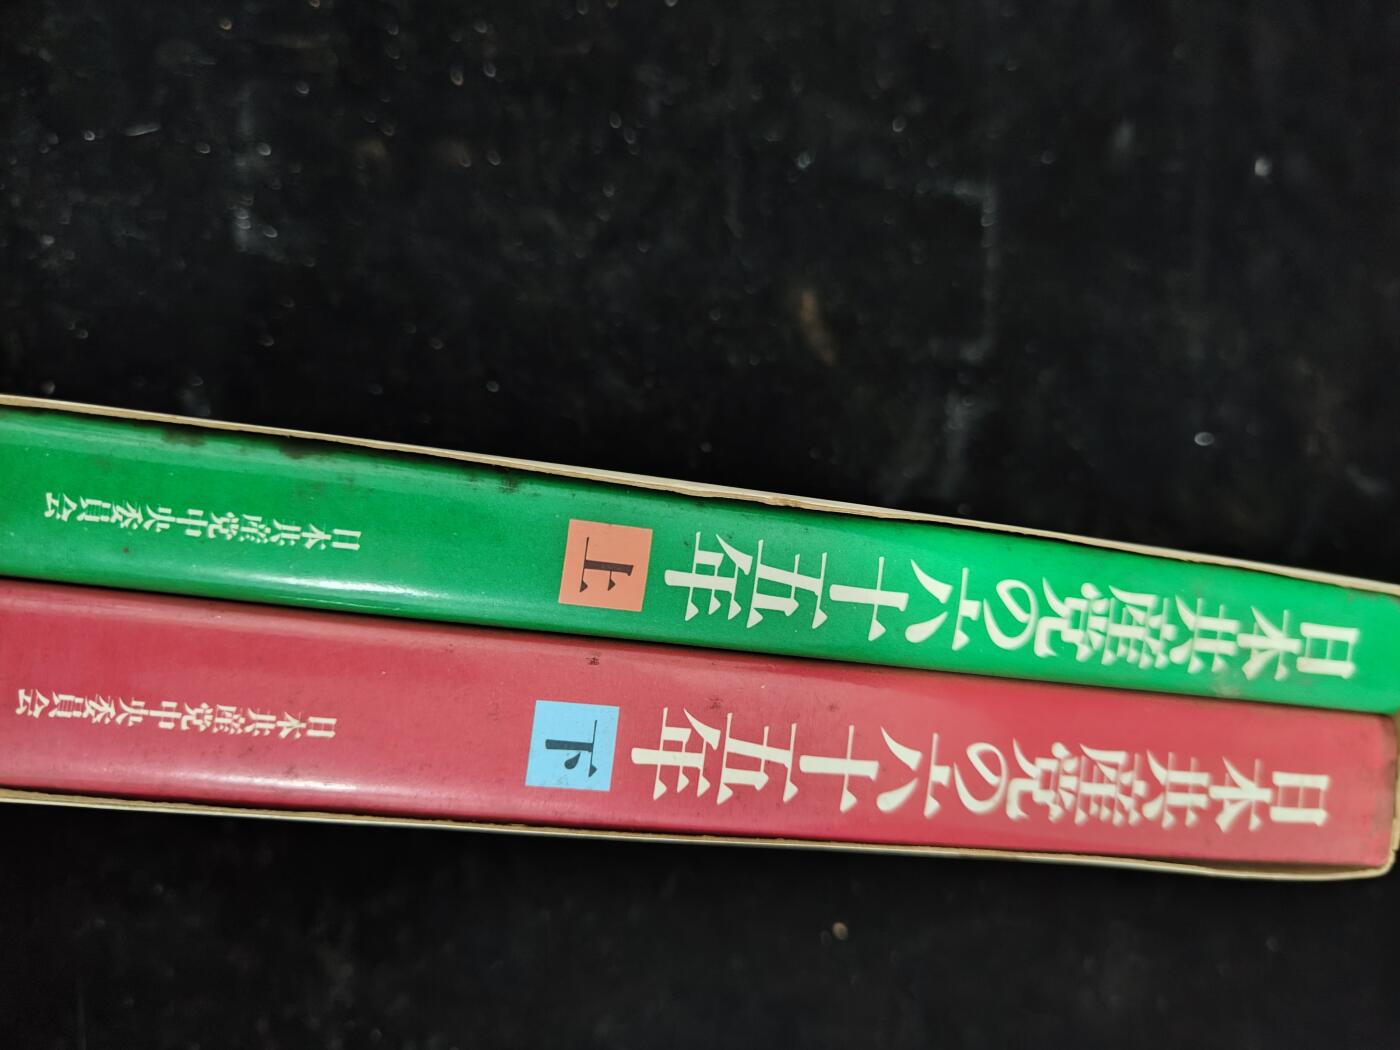 日本共産党の六十五年
上
日本共産党中央委員会
日本共産党の六十五年
下
日本共産党中央委員会